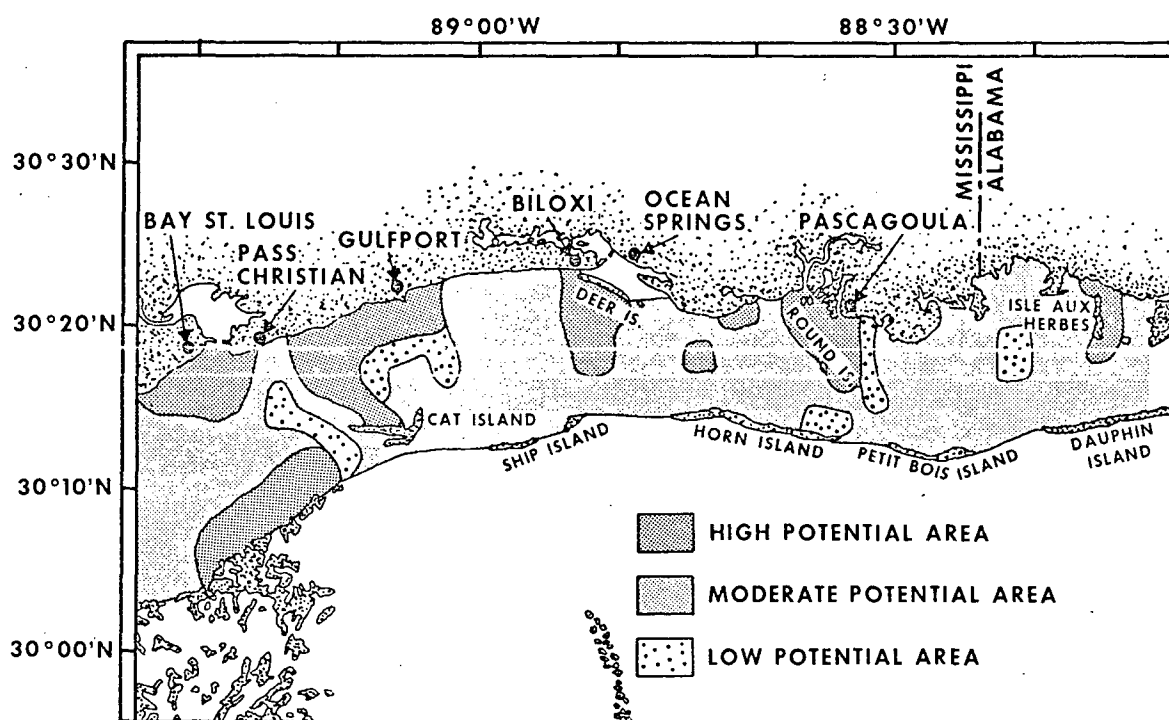 89°00'W
88°30'W
MISSISSIPPI
ALABAMA
30°30'N
BAY ST. LOUIS
PASS
CHRISTIAN
GULFPORT
BILOXI
OCEAN
SPRINGS
PASCAGOULA
30°20'N
DEER IS.
ROUND IS.
ISLE AUX
HERBES
CAT ISLAND
SHIP ISLAND
HORN ISLAND
PETIT BOIS ISLAND
DAUPHIN
ISLAND
30°10'N
HIGH POTENTIAL AREA
MODERATE POTENTIAL AREA
30°00'N
LOW POTENTIAL AREA